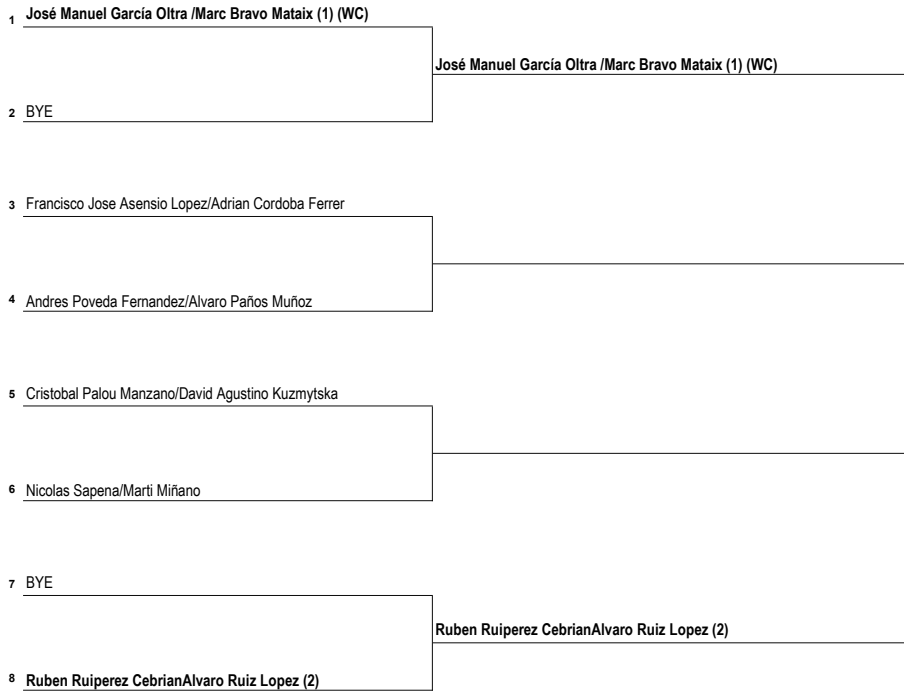 1 José Manuel García Oltra /Marc Bravo Mataix (1) (WC)
José Manuel García Oltra /Marc Bravo Mataix (1) (WC)
2 BYE
3 Francisco Jose Asensio Lopez/Adrian Cordoba Ferrer
4 Andres Poveda Fernandez/Alvaro Paños Muñoz
5 Cristobal Palou Manzano/David Agustino Kuzmytska
6 Nicolas Sapena/Marti Miñano
7 BYE
Ruben Ruiperez CebrianAlvaro Ruiz Lopez (2)
8 Ruben Ruiperez CebrianAlvaro Ruiz Lopez (2)